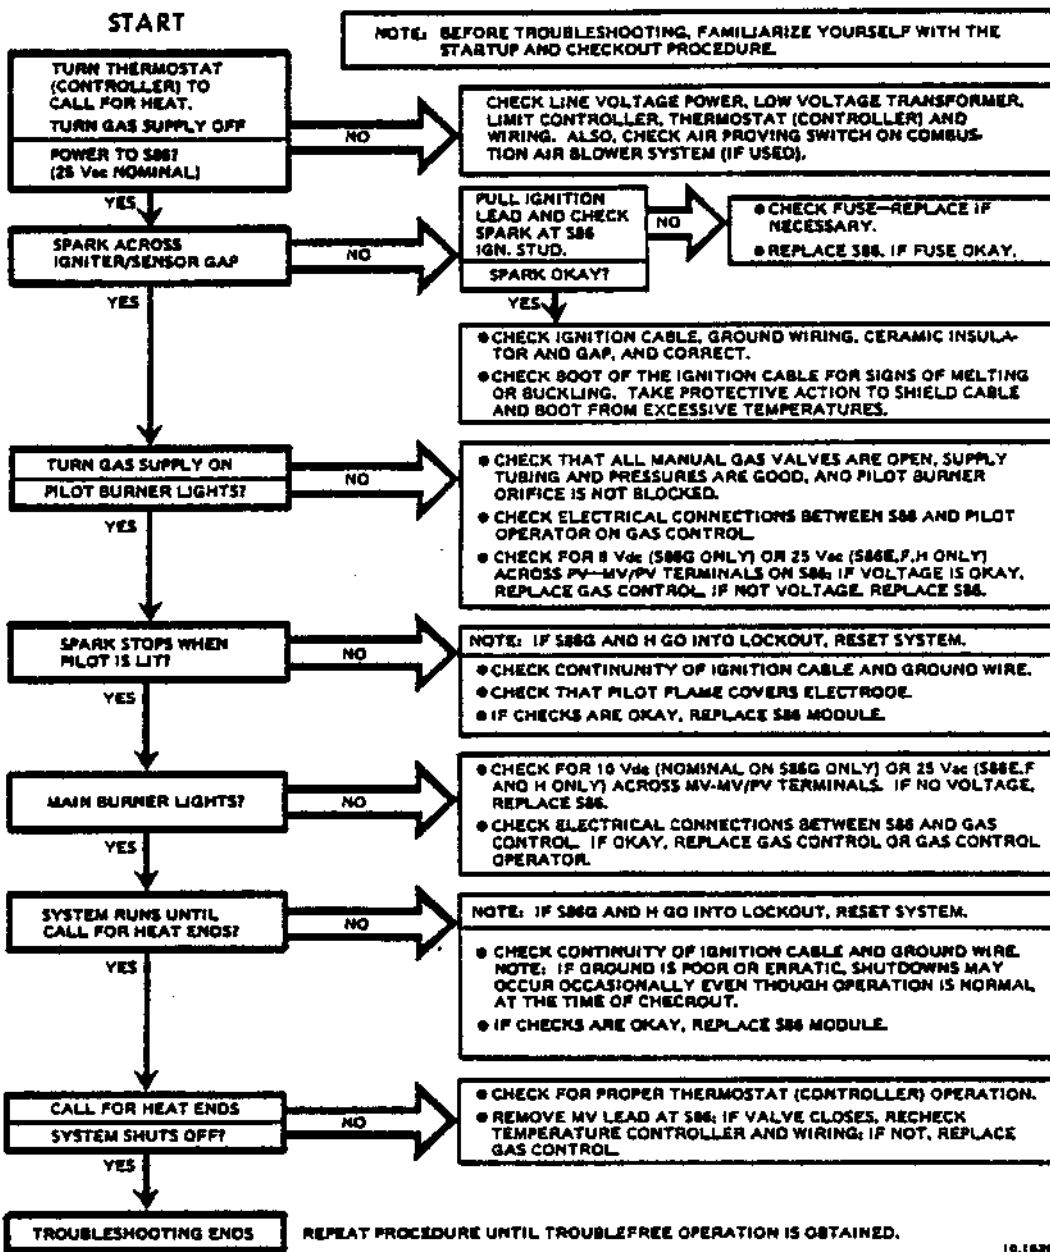 START
NOTE: BEFORE TROUBLESHOOTING, FAMILIARIZE YOURSELF WITH THE
STARTUP AND CHECKOUT PROCEDURE.
TURN THERMOSTAT
(CONTROLLER) TO
CALL FOR HEAT.
TURN GAS SUPPLY OFF
POWER TO S86?
(25 Vac NOMINAL)
NO
CHECK LINE VOLTAGE POWER, LOW VOLTAGE TRANSFORMER,
LIMIT CONTROLLER, THERMOSTAT (CONTROLLER) AND
WIRING. ALSO, CHECK AIR PROVING SWITCH ON COMBUS-
TION AIR BLOWER SYSTEM (IF USED).
YES
SPARK ACROSS
IGNITER/SENSOR GAP
NO
PULL IGNITION
LEAD AND CHECK
SPARK AT S86
IGN. STUD.
SPARK OKAY?
NO
• CHECK FUSE—REPLACE IF
NECESSARY.
• REPLACE S86, IF FUSE OKAY.
YES
YES
• CHECK IGNITION CABLE, GROUND WIRING, CERAMIC INSULA-
TOR AND GAP, AND CORRECT.
• CHECK BOOT OF THE IGNITION CABLE FOR SIGNS OF MELTING
OR BUCKLING. TAKE PROTECTIVE ACTION TO SHIELD CABLE
AND BOOT FROM EXCESSIVE TEMPERATURES.
TURN GAS SUPPLY ON
PILOT BURNER LIGHTS?
NO
• CHECK THAT ALL MANUAL GAS VALVES ARE OPEN, SUPPLY
TUBING AND PRESSURES ARE GOOD, AND PILOT BURNER
ORIFICE IS NOT BLOCKED.
• CHECK ELECTRICAL CONNECTIONS BETWEEN S86 AND PILOT
OPERATOR ON GAS CONTROL.
• CHECK FOR Vdc (S86G ONLY) OR 25 Vac (S86E,F,H ONLY)
ACROSS PV—MV/PV TERMINALS ON S86; IF VOLTAGE IS OKAY,
REPLACE GAS CONTROL, IF NOT VOLTAGE, REPLACE S86.
YES
SPARK STOPS WHEN
PILOT IS LIT?
NO
NOTE: IF S86G AND H GO INTO LOCKOUT, RESET SYSTEM.
• CHECK CONTINUITY OF IGNITION CABLE AND GROUND WIRE.
• CHECK THAT PILOT FLAME COVERS ELECTRODE.
• IF CHECKS ARE OKAY, REPLACE S86 MODULE.
YES
MAIN BURNER LIGHTS?
NO
• CHECK FOR 10 Vdc (NOMINAL ON S86G ONLY) OR 25 Vac (S86E,F
AND H ONLY) ACROSS MV-MV/PV TERMINALS. IF NO VOLTAGE,
REPLACE S86.
• CHECK ELECTRICAL CONNECTIONS BETWEEN S86 AND GAS
CONTROL. IF OKAY, REPLACE GAS CONTROL OR GAS CONTROL
OPERATOR.
YES
SYSTEM RUNS UNTIL
CALL FOR HEAT ENDS?
NO
NOTE: IF S86G AND H GO INTO LOCKOUT, RESET SYSTEM.
• CHECK CONTINUITY OF IGNITION CABLE AND GROUND WIRE.
NOTE: IF GROUND IS POOR OR ERRATIC, SHUTDOWNS MAY
OCCUR OCCASIONALLY EVEN THOUGH OPERATION IS NORMAL
AT THE TIME OF CHECKOUT.
• IF CHECKS ARE OKAY, REPLACE S86 MODULE.
YES
CALL FOR HEAT ENDS
SYSTEM SHUTS OFF?
NO
• CHECK FOR PROPER THERMOSTAT (CONTROLLER) OPERATION.
• REMOVE MV LEAD AT S86; IF VALVE CLOSES, RECHECK
TEMPERATURE CONTROLLER AND WIRING; IF NOT, REPLACE
GAS CONTROL.
YES
TROUBLESHOOTING ENDS
REPEAT PROCEDURE UNTIL TROUBLEFREE OPERATION IS OBTAINED.